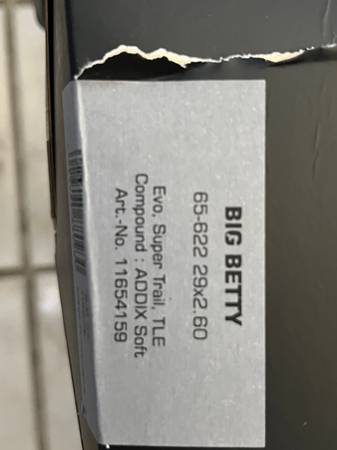 BIG BETTY
65-622 29x2.60
Evo, Super Trail, TLE
Compound : ADDIX Soft
Art.-No. 11654159